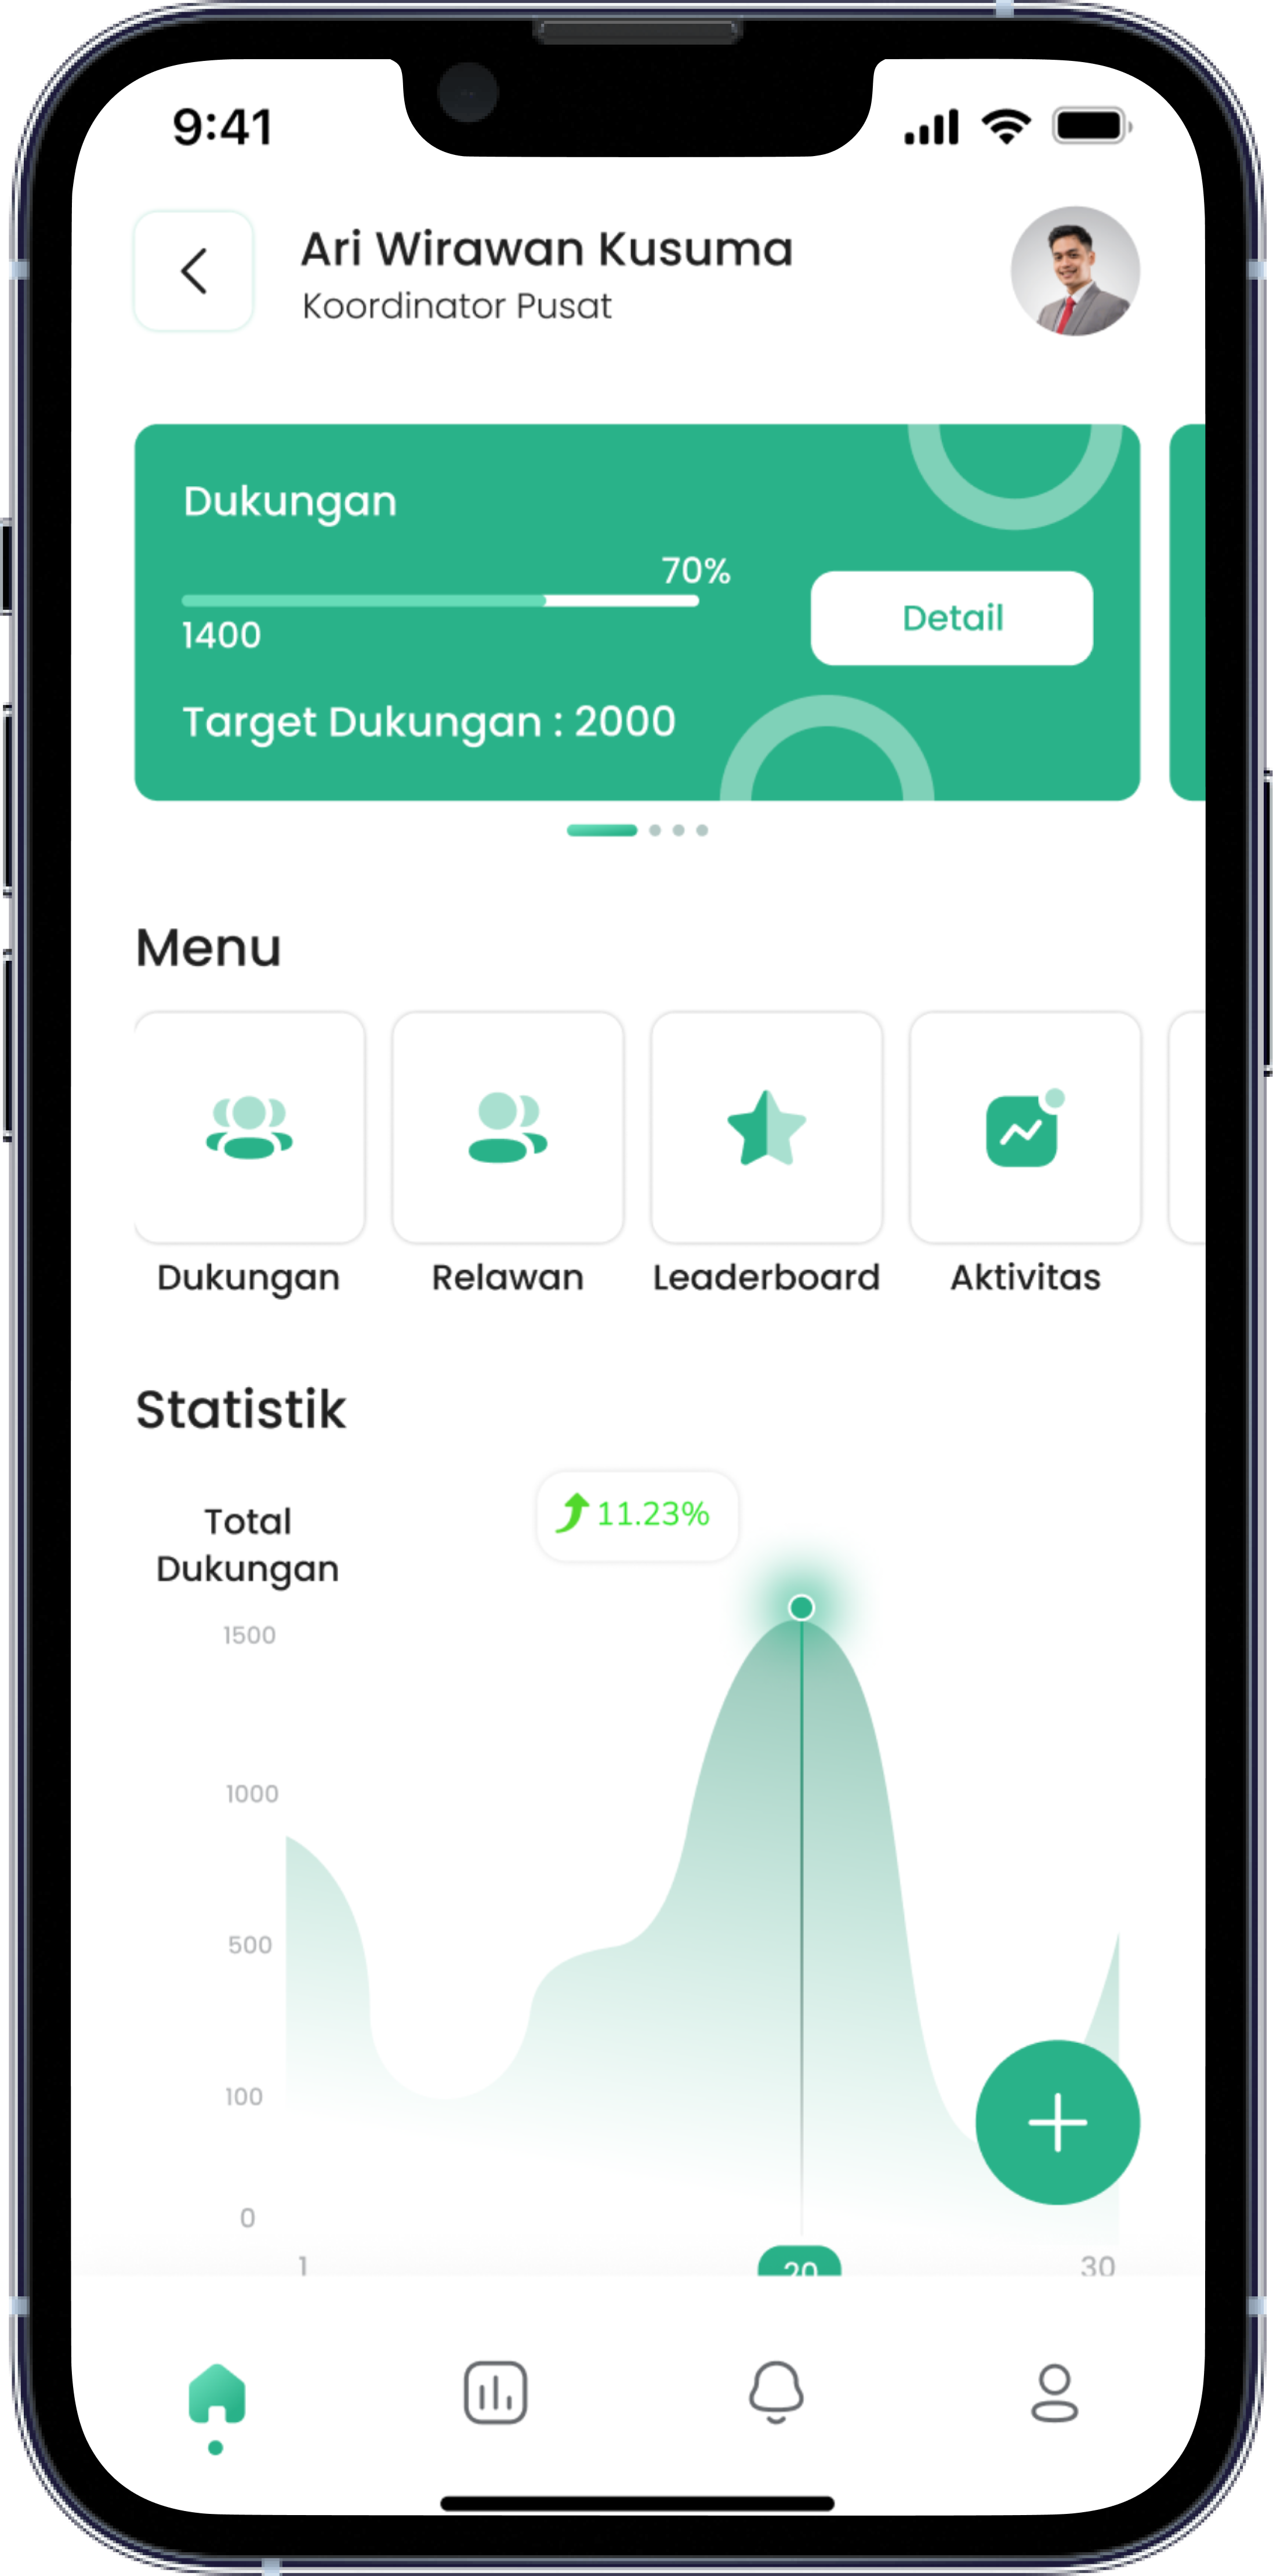 9:41
Ari Wirawan Kusuma
Koordinator Pusat
Dukungan
70%
1400
Detail
Target Dukungan : 2000
Menu
Dukungan
Relawan
Leaderboard
Aktivitas
Statistik
Total
Dukungan
11.23%
1500
1000
500
100
0
1
20
30